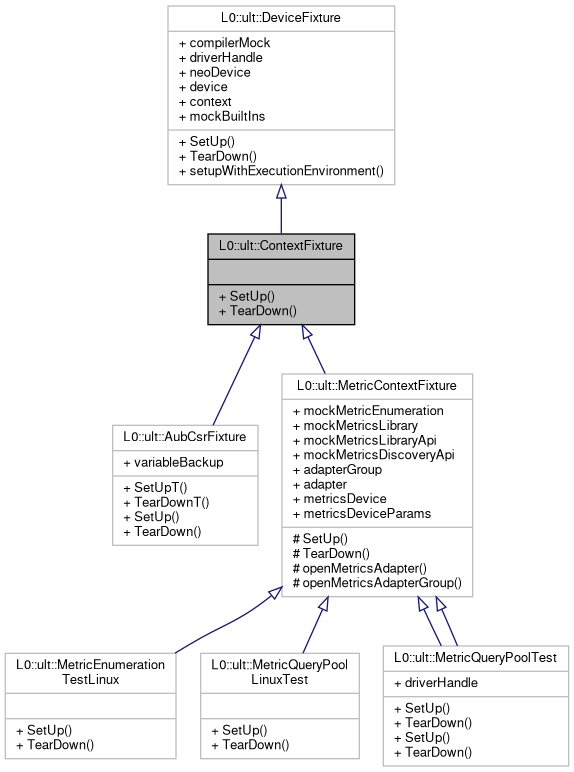 L0::ult::DeviceFixture
+ compilerMock
+ driverHandle
+ neoDevice
+ device
+ context
+ mockBuiltIns
+ SetUp()
+ TearDown()
+ setupWithExecutionEnvironment()
L0::ult::ContextFixture
+ SetUp()
+ TearDown()
L0::ult::AubCsrFixture
+ variableBackup
+ SetUpT()
+ TearDownT()
+ SetUp()
+ TearDown()
L0::ult::MetricContextFixture
+ mockMetricEnumeration
+ mockMetricsLibrary
+ mockMetricsLibraryApi
+ mockMetricsDiscoveryApi
+ adapterGroup
+ adapter
+ metricsDevice
+ metricsDeviceParams
# SetUp()
# TearDown()
# openMetricsAdapter()
# openMetricsAdapterGroup()
L0::ult::MetricEnumeration
TestLinux
+ SetUp()
+ TearDown()
L0::ult::MetricQueryPool
LinuxTest
+ SetUp()
+ TearDown()
L0::ult::MetricQueryPoolTest
+ driverHandle
+ SetUp()
+ TearDown()
+ SetUp()
+ TearDown()